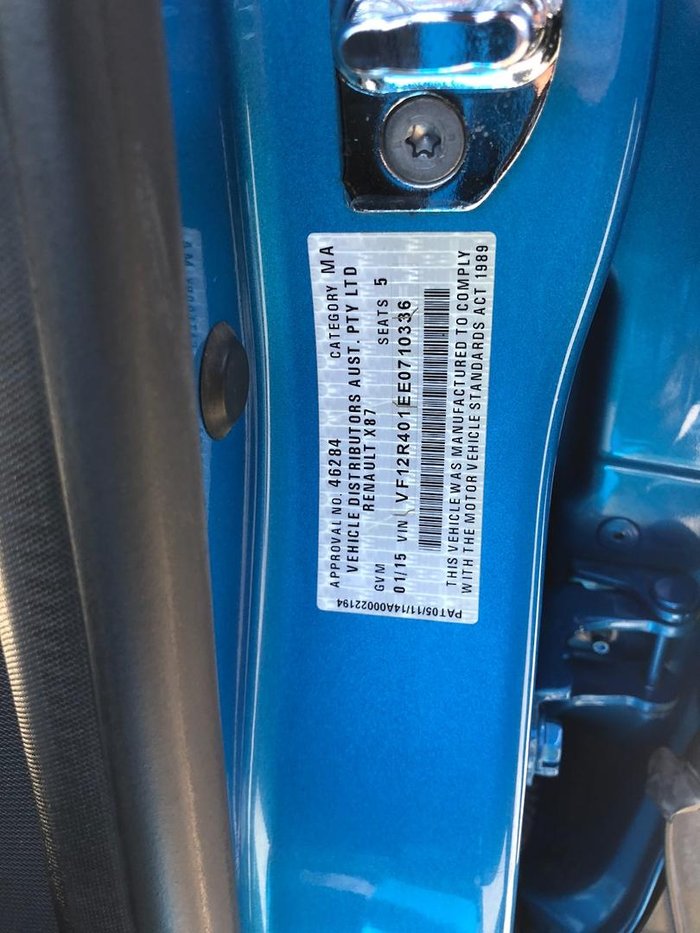 APPROVAL NO. 46284 CATEGORY MA
VEHICLE DISTRIBUTORS AUST. PTY LTD
RENAULT X87
GVM SEATS 5
01/15 VIN VF12R401EE0710336
THIS VEHICLE WAS MANUFACTURED TO COMPLY
WITH THE MOTOR VEHICLE STANDARDS ACT 1989
PAT05/11/14A00022194